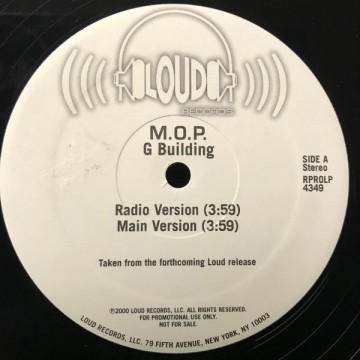 LOUD
RECORDS
M.O.P.
G Building
SIDE A
Stereo
RPROLP
4349
Radio Version (3:59)
Main Version (3:59)
Taken from the forthcoming Loud release
℗2000 LOUD RECORDS, LLC. ALL RIGHTS RESERVED.
FOR PROMOTIONAL USE ONLY.
NOT FOR SALE.
LOUD RECORDS, LLC. 79 FIFTH AVENUE, NEW YORK, NY 10003